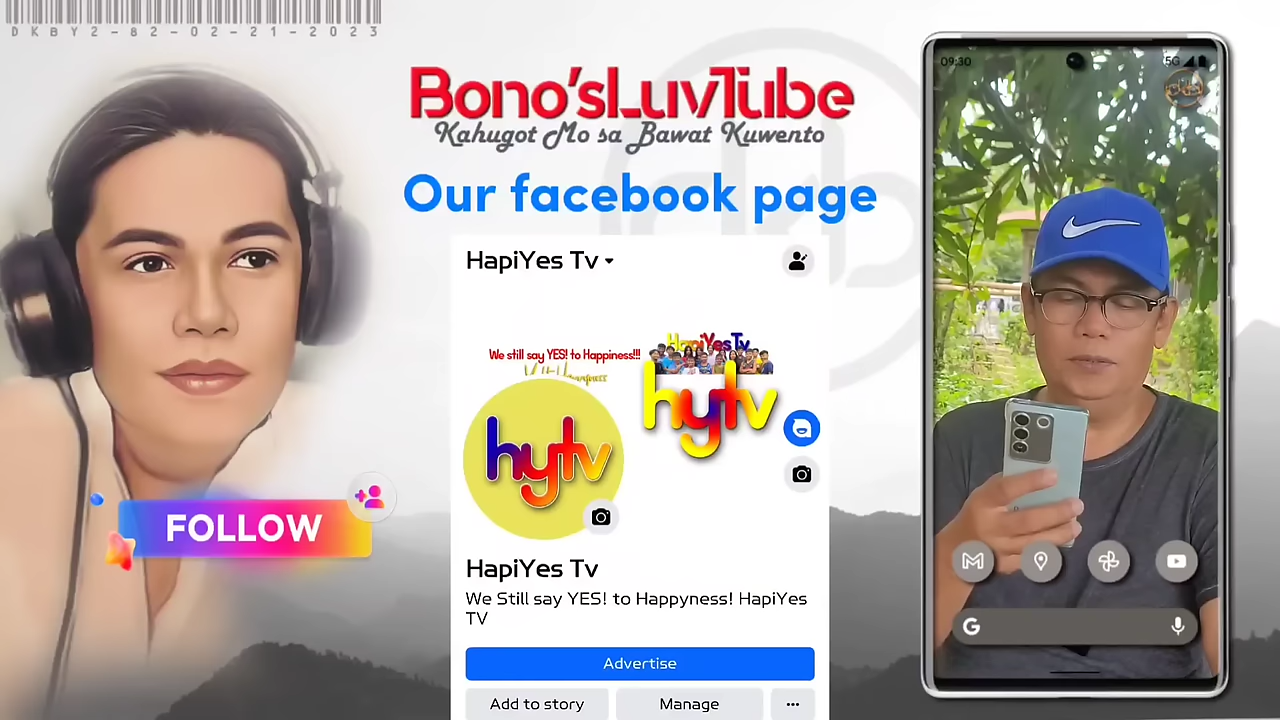 DKBY2-82-02-21-2023
Bono'sLuvTube
Kahugot Mo sa Bawat Kuwento
Our facebook page
HapiYes Tv
We still say YES! to Happiness!!!
HapiYes Tv
hytv
hytv
HapiYes Tv
We Still say YES! to Happyness! HapiYes
TV
Advertise
Add to story
Manage
...
FOLLOW
09:30
5G
G